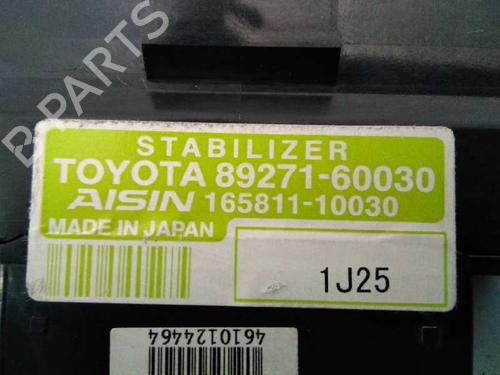 B-PARTS
STABILIZER
TOYOTA 89271-60030
AISIN 165811-10030
MADE IN JAPAN
1J25
4610124464